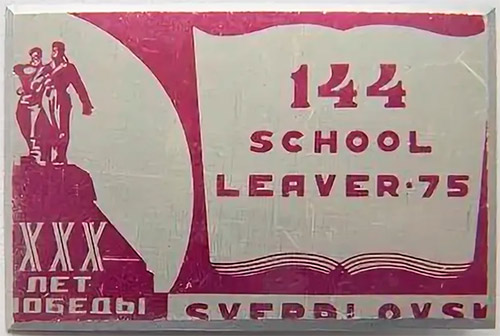 144
SCHOOL
LEAVER·75
XXX
ЛЕТ
ПОБЕДЫ
SVERDLOVSK